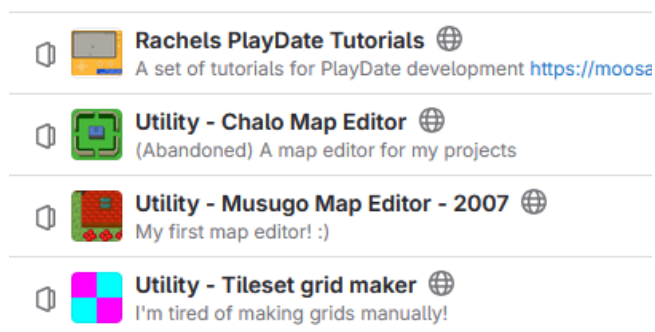 Rachels PlayDate Tutorials
A set of tutorials for PlayDate development https://moosa
Utility - Chalo Map Editor
(Abandoned) A map editor for my projects
Utility - Musugo Map Editor - 2007
My first map editor! :)
Utility - Tileset grid maker
I'm tired of making grids manually!